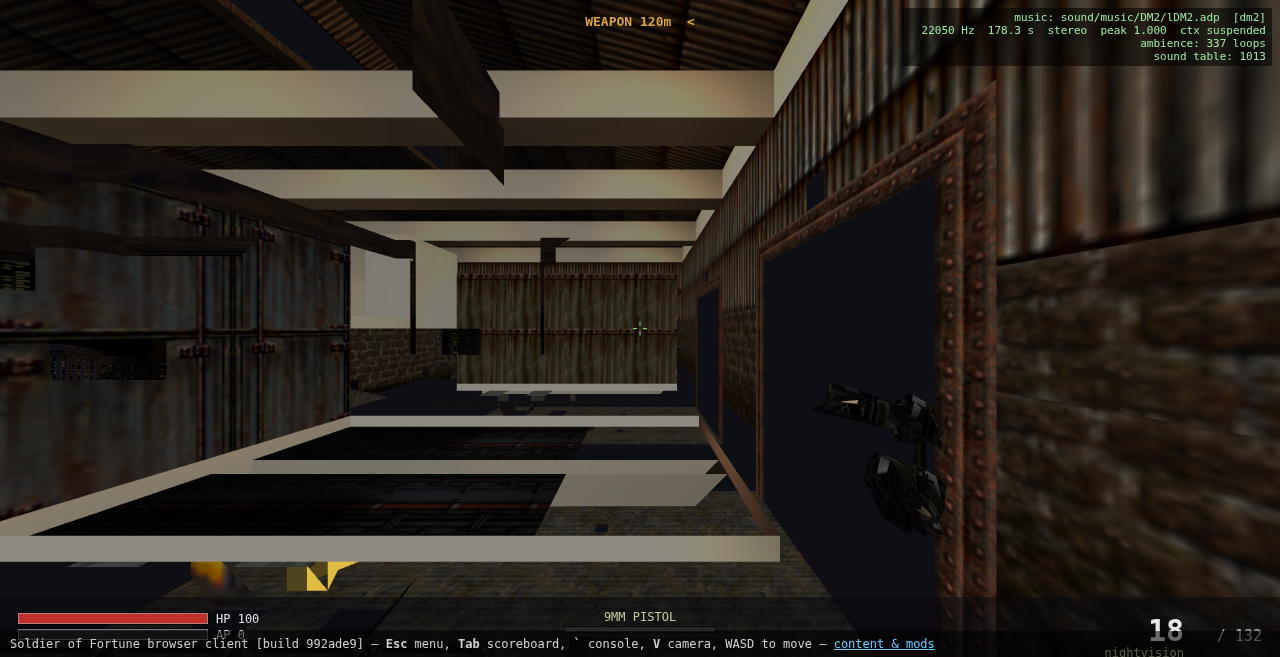 WEAPON 120m <
music: sound/music/DM2/lDM2.adp [dm2]
22050 Hz 178.3 s stereo peak 1.000 ctx suspended
ambience: 337 loops
sound table: 1013
HP 100
AP 0
9MM PISTOL
18 / 132
nightvision
Soldier of Fortune browser client [build 992ade9] — Esc menu, Tab scoreboard, ` console, V camera, WASD to move — content & mods